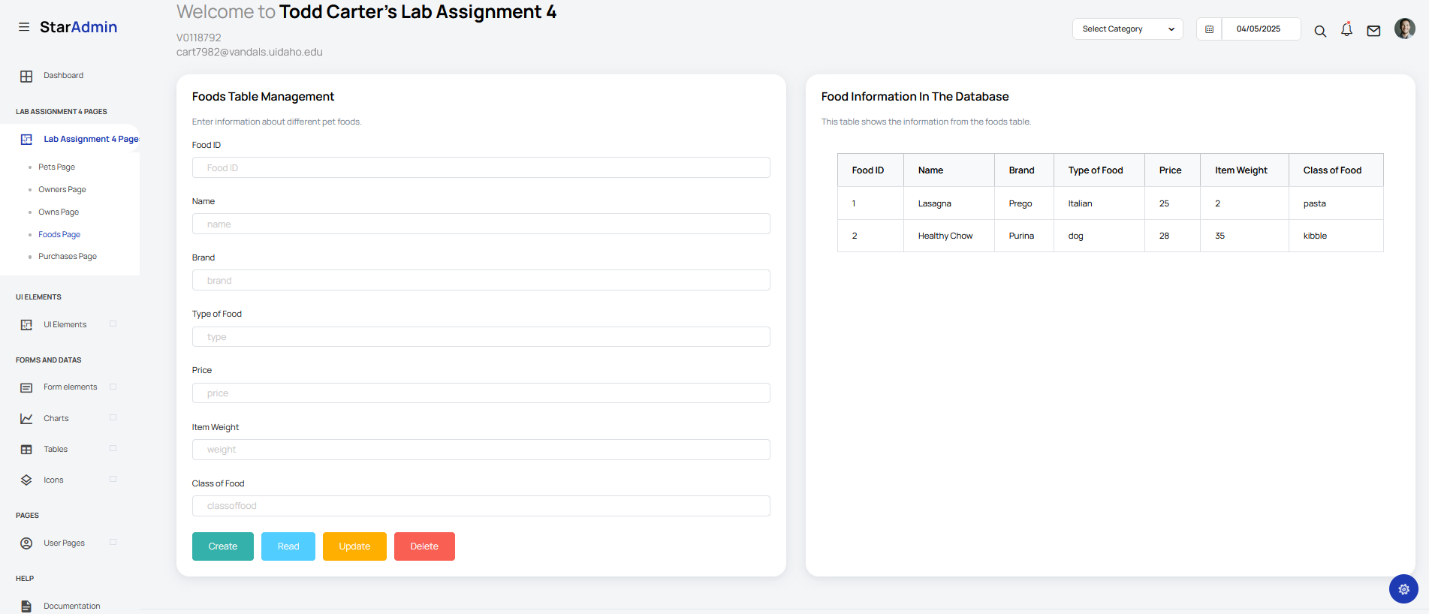 StarAdmin
Dashboard
LAB ASSIGNMENT 4 PAGES
Lab Assignment 4 Page
Pets Page
Owners Page
Owns Page
Foods Page
Purchases Page
UI ELEMENTS
UI Elements
FORMS AND DATAS
Form elements
Charts
Tables
Icons
PAGES
User Pages
HELP
Documentation
Welcome to Todd Carter's Lab Assignment 4
V0118792
cart7982@vandals.uidaho.edu
Select Category
04/05/2025
Foods Table Management
Enter information about different pet foods.
Food ID
Food ID
Name
name
Brand
brand
Type of Food
type
Price
price
Item Weight
weight
Class of Food
classoffood
Create Read Update Delete
Food Information In The Database
This table shows the information from the foods table.
Food ID Name Brand Type of Food Price Item Weight Class of Food
1 Lasagna Prego Italian 25 2 pasta
2 Healthy Chow Purina dog 28 35 kibble